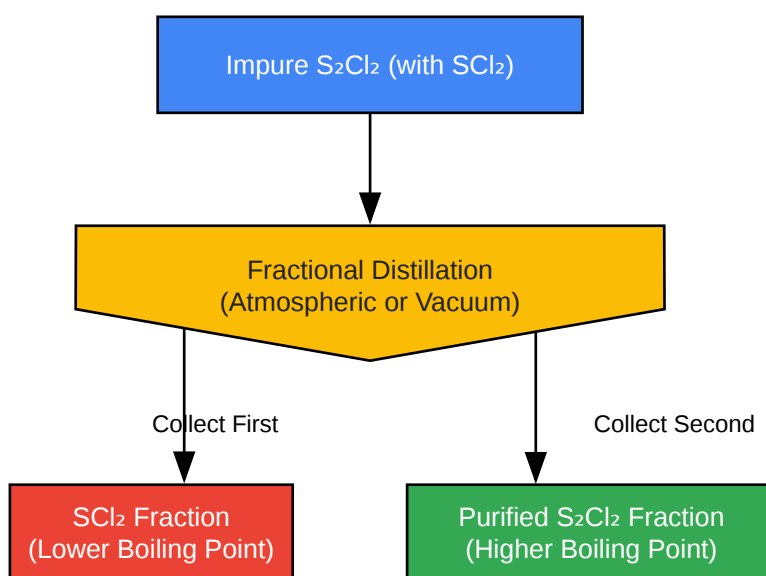 Impure S₂Cl₂ (with SCl₂)
Fractional Distillation
(Atmospheric or Vacuum)
Collect First
Collect Second
SCl₂ Fraction
(Lower Boiling Point)
Purified S₂Cl₂ Fraction
(Higher Boiling Point)